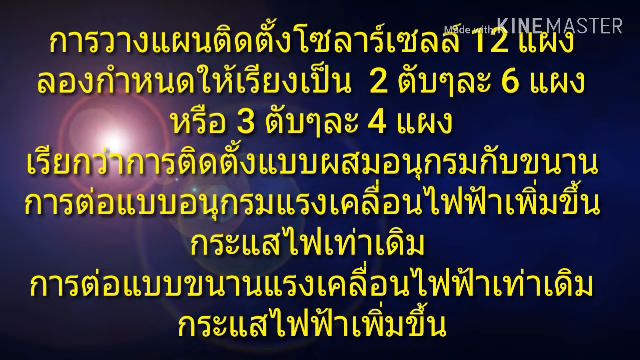 Made with KINEMASTER
การวางแผนติดตั้งโซลาร์เซลล์ 12 แผง
ลองกำหนดให้เรียงเป็น 2 ตับๆละ 6 แผง
หรือ 3 ตับๆละ 4 แผง
เรียกว่าการติดตั้งแบบผสมอนุกรมกับขนาน
การต่อแบบอนุกรมแรงเคลื่อนไฟฟ้าเพิ่มขึ้น
กระแสไฟเท่าเดิม
การต่อแบบขนานแรงเคลื่อนไฟฟ้าเท่าเดิม
กระแสไฟฟ้าเพิ่มขึ้น